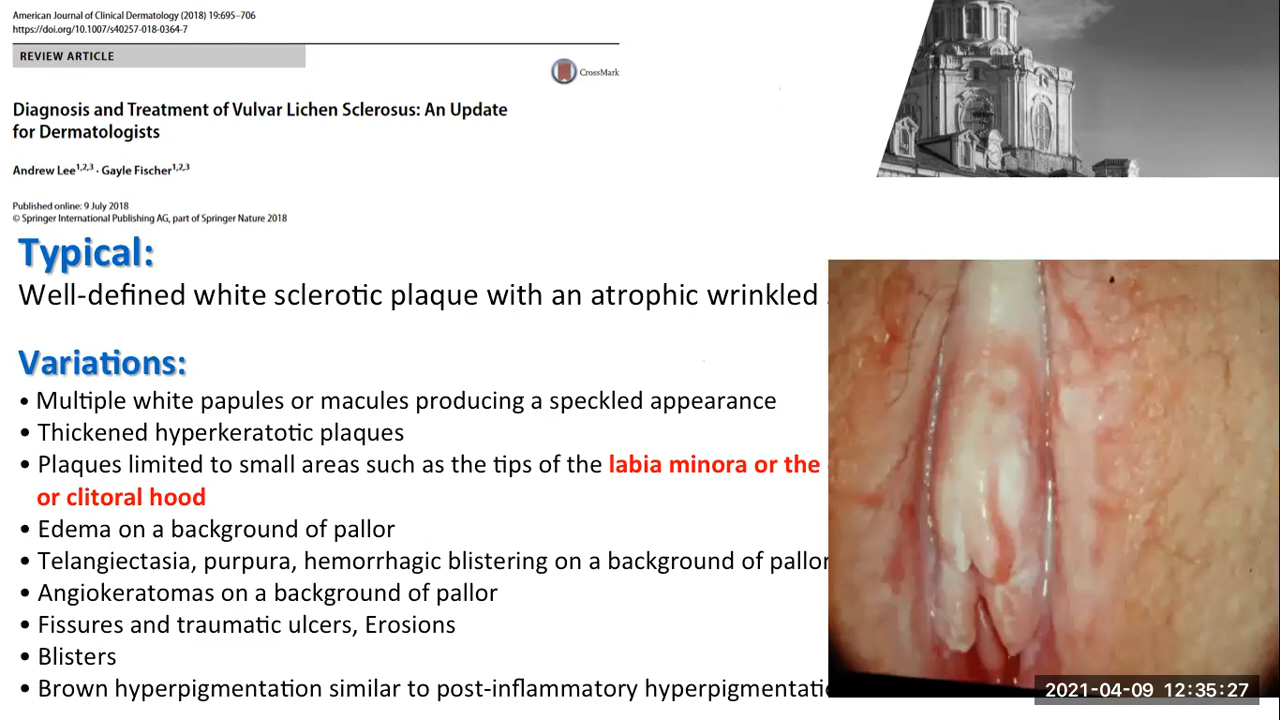 American Journal of Clinical Dermatology (2018) 19:695–706
https://doi.org/10.1007/s40257-018-0364-7
REVIEW ARTICLE
CrossMark
Diagnosis and Treatment of Vulvar Lichen Sclerosus: An Update
for Dermatologists
Andrew Lee1,2,3 · Gayle Fischer1,2,3
Published online: 9 July 2018
© Springer International Publishing AG, part of Springer Nature 2018
Typical:
Well-defined white sclerotic plaque with an atrophic wrinkled
Variations:
• Multiple white papules or macules producing a speckled appearance
• Thickened hyperkeratotic plaques
• Plaques limited to small areas such as the tips of the labia minora or the
or clitoral hood
• Edema on a background of pallor
• Telangiectasia, purpura, hemorrhagic blistering on a background of pallor
• Angiokeratomas on a background of pallor
• Fissures and traumatic ulcers, Erosions
• Blisters
• Brown hyperpigmentation similar to post-inflammatory
2021-04-09 12:35:27